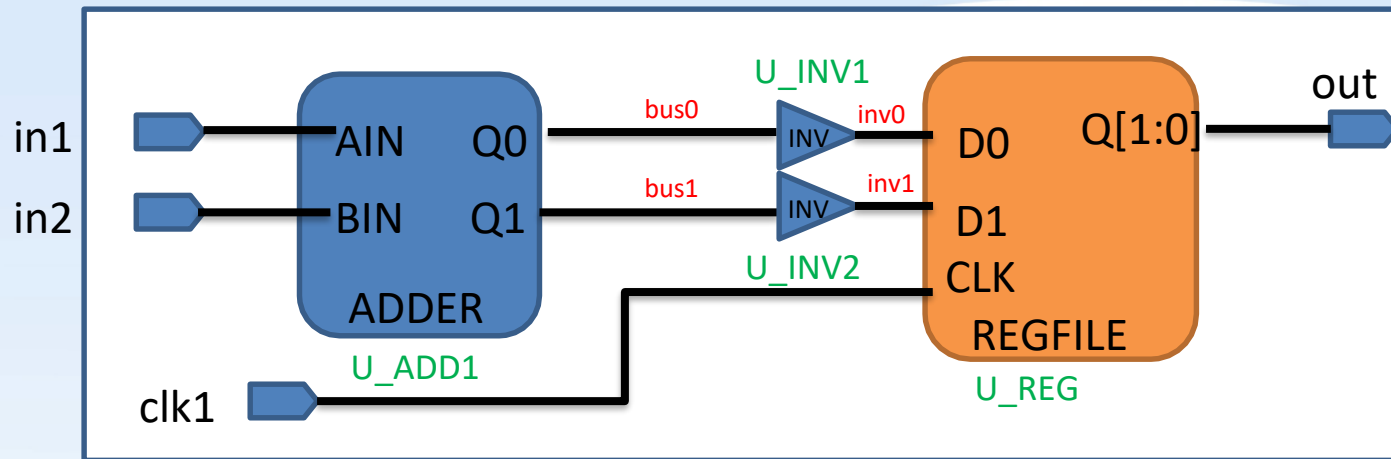 U_INV1
out
in1
AIN
Q0
bus0
INV
inv0
D0
Q[1:0]
in2
BIN
Q1
bus1
INV
inv1
D1
U_INV2
CLK
ADDER
REGFILE
U_ADD1
U_REG
clk1